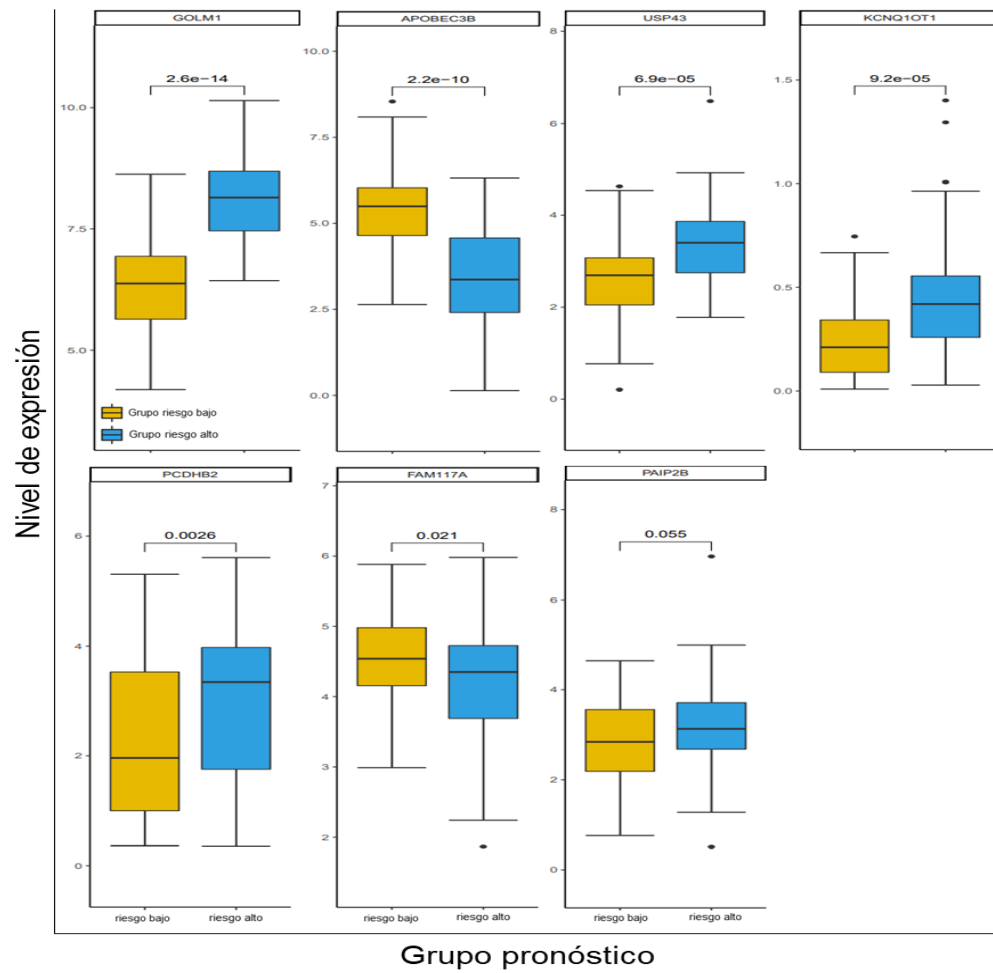 GOLM1
APOBEC3B
USP43
KCNQ1OT1
2.6e−14
2.2e−10
6.9e−05
9.2e−05
10.0
7.5
5.0
10.0
7.5
5.0
2.5
0.0
8
6
4
2
0
1.5
1.0
0.5
0.0
Grupo riesgo bajo
Grupo riesgo alto
Nivel de expresión
PCDHB2
FAM117A
PAIP2B
0.0026
0.021
0.055
6
4
2
0
7
6
5
4
3
2
8
6
4
2
0
riesgo bajo
riesgo alto
riesgo bajo
riesgo alto
riesgo bajo
riesgo alto
Grupo pronóstico